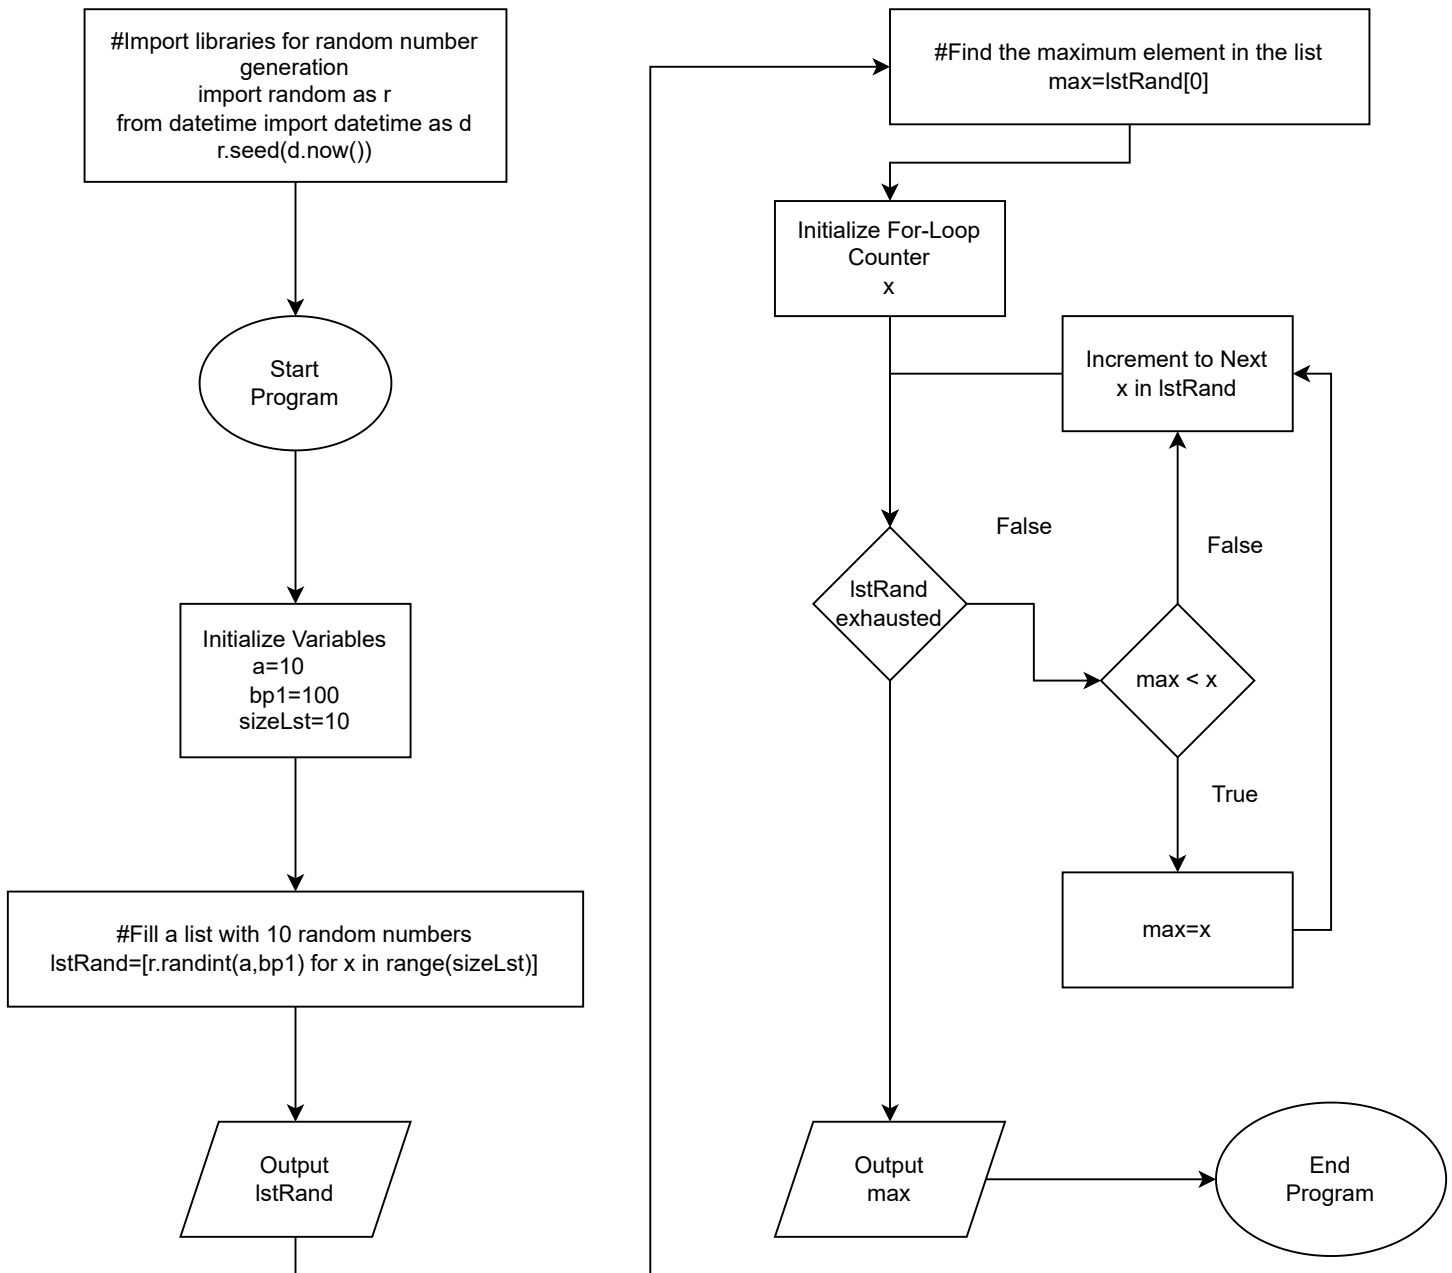 #Import libraries for random number
generation
import random as r
from datetime import datetime as d
r.seed(d.now())
Start
Program
Initialize Variables
a=10
bp1=100
sizeLst=10
#Fill a list with 10 random numbers
lstRand=[r.randint(a,bp1) for x in range(sizeLst)]
Output
lstRand
#Find the maximum element in the list
max=lstRand[0]
Initialize For-Loop
Counter
x
Increment to Next
x in lstRand
False
False
lstRand
exhausted
max < x
True
max=x
Output
max
End
Program